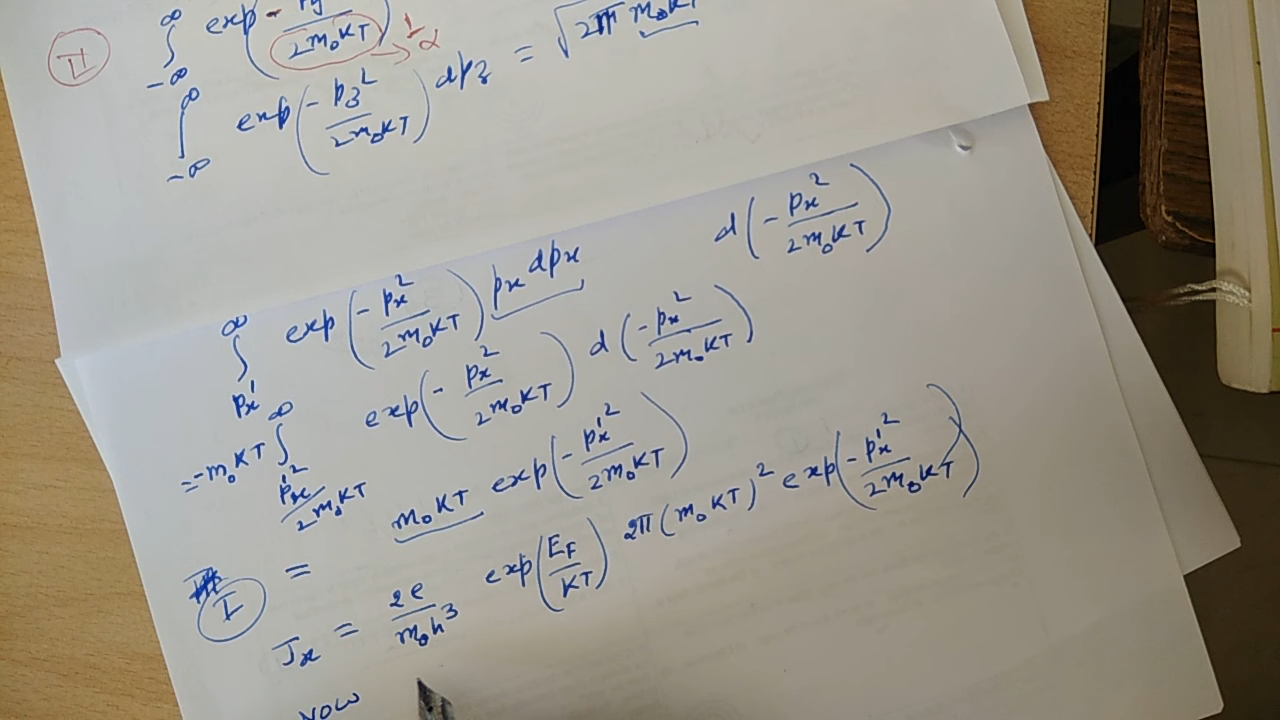 II ∫_{-∞}^{∞} exp-( /2m₀KT) → 1/α
∫_{-∞}^{∞} exp(-p_z²/2m₀KT) dp_z = √2π m₀KT
∫_{p_x'}^{∞} exp(-p_x²/2m₀KT) p_x dp_x d(-p_x²/2m₀KT)
=-m₀KT ∫_{p_x'²/2m₀KT}^{∞} exp(-p_x²/2m₀KT) d(-p_x²/2m₀KT)
I = m₀KT exp(-p_x'²/2m₀KT)
J_x = 2e/m₀h³ exp(E_F/KT) 2π(m₀KT)² exp(-p_x'²/2m₀KT)
NOW